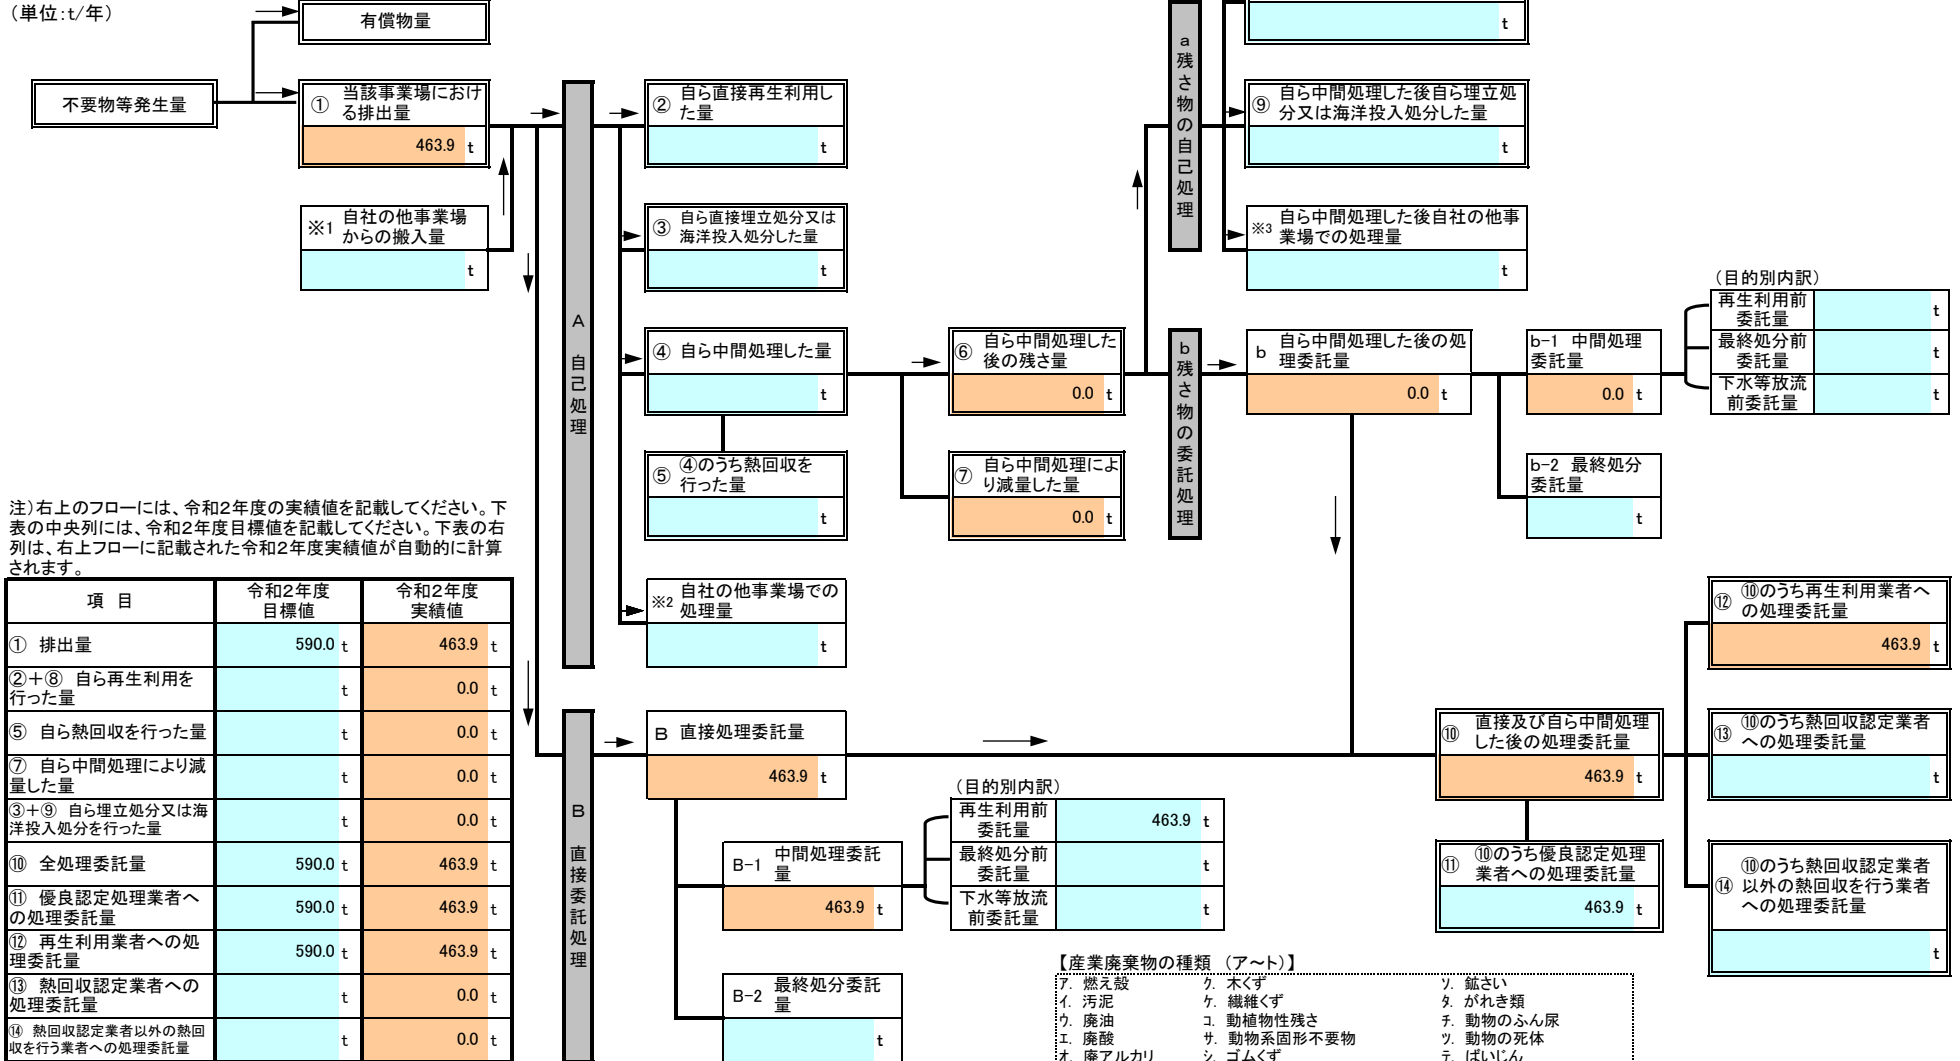 (単位:t/年)
有償物量
不要物等発生量
① 当該事業場におけ
る排出量
463.9 t
※1 自社の他事業場
からの搬入量
t
A 自己処理
② 自ら直接再生利用し
た量
t
③ 自ら直接埋立処分又は
海洋投入処分した量
t
④ 自ら中間処理した量
t
⑤ ④のうち熱回収を
行った量
t
※2 自社の他事業場での
処理量
t
⑥ 自ら中間処理した
後の残さ量
0.0 t
⑦ 自ら中間処理によ
り減量した量
0.0 t
a 残さ物の自己処理
t
⑨ 自ら中間処理した後自ら埋立処
分又は海洋投入処分した量
t
※3 自ら中間処理した後自社の他事
業場での処理量
t
b 残さ物の委託処理
b 自ら中間処理した後の処
理委託量
0.0 t
b-1 中間処理
委託量
0.0 t
(目的別内訳)
再生利用前
委託量 t
最終処分前
委託量 t
下水等放流
前委託量 t
b-2 最終処分
委託量
t
注)右上のフローには、令和2年度の実績値を記載してください。下
表の中央列には、令和2年度目標値を記載してください。下表の右
列は、右上フローに記載された令和2年度実績値が自動的に計算
されます。
項 目 令和2年度
目標値 令和2年度
実績値
① 排出量 590.0 t 463.9 t
②+⑧ 自ら再生利用を
行った量 t 0.0 t
⑤ 自ら熱回収を行った量 t 0.0 t
⑦ 自ら中間処理により減
量した量 t 0.0 t
③+⑨ 自ら埋立処分又は海
洋投入処分を行った量 t 0.0 t
⑩ 全処理委託量 590.0 t 463.9 t
⑪ 優良認定処理業者へ
の処理委託量 590.0 t 463.9 t
⑫ 再生利用業者への処
理委託量 590.0 t 463.9 t
⑬ 熱回収認定業者への
処理委託量 t 0.0 t
⑭ 熱回収認定業者以外の熱回
収を行う業者への処理委託量 t 0.0 t
B 直接委託処理
B 直接処理委託量
463.9 t
B-1 中間処理委託
量
463.9 t
(目的別内訳)
再生利用前
委託量 463.9 t
最終処分前
委託量 t
下水等放流
前委託量 t
B-2 最終処分委託
量
t
⑩ 直接及び自ら中間処理
した後の処理委託量
463.9 t
⑪ ⑩のうち優良認定処理
業者への処理委託量
463.9 t
⑫ ⑩のうち再生利用業者へ
の処理委託量
463.9 t
⑬ ⑩のうち熱回収認定業者
への処理委託量
t
⑭ ⑩のうち熱回収認定業者
以外の熱回収を行う業者
への処理委託量
t
【産業廃棄物の種類 (ア~ト)】
ア. 燃え殻 ク. 木くず ソ. 鉱さい
イ. 汚泥 ケ. 繊維くず タ. がれき類
ウ. 廃油 コ. 動植物性残さ チ. 動物のふん尿
エ. 廃酸 サ. 動物系固形不要物 ツ. 動物の死体
オ. 廃アルカリ シ. ゴムくず テ. ばいじん